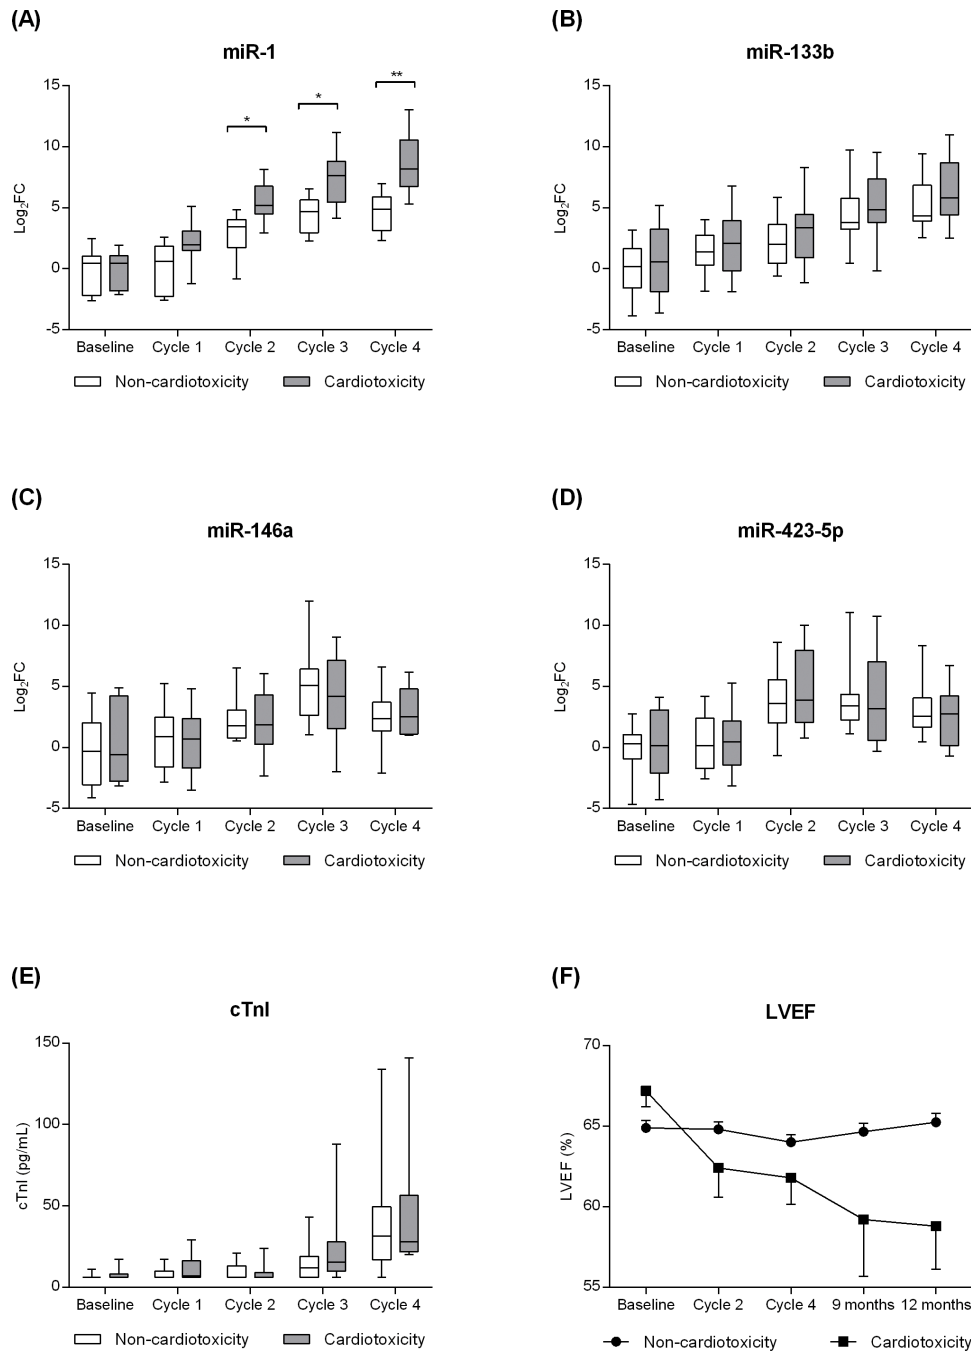 (A)
miR-1
15
10
5
0
-5
Log2FC
*
*
**
Baseline Cycle 1 Cycle 2 Cycle 3 Cycle 4
Non-cardiotoxicity Cardiotoxicity
(B)
miR-133b
15
10
5
0
-5
Log2FC
Baseline Cycle 1 Cycle 2 Cycle 3 Cycle 4
Non-cardiotoxicity Cardiotoxicity
(C)
miR-146a
15
10
5
0
-5
Log2FC
Baseline Cycle 1 Cycle 2 Cycle 3 Cycle 4
Non-cardiotoxicity Cardiotoxicity
(D)
miR-423-5p
15
10
5
0
-5
Log2FC
Baseline Cycle 1 Cycle 2 Cycle 3 Cycle 4
Non-cardiotoxicity Cardiotoxicity
(E)
cTnI
150
100
50
0
cTnI (pg/mL)
Baseline Cycle 1 Cycle 2 Cycle 3 Cycle 4
Non-cardiotoxicity Cardiotoxicity
(F)
LVEF
70
65
60
55
LVEF (%)
Baseline Cycle 2 Cycle 4 9 months 12 months
Non-cardiotoxicity Cardiotoxicity